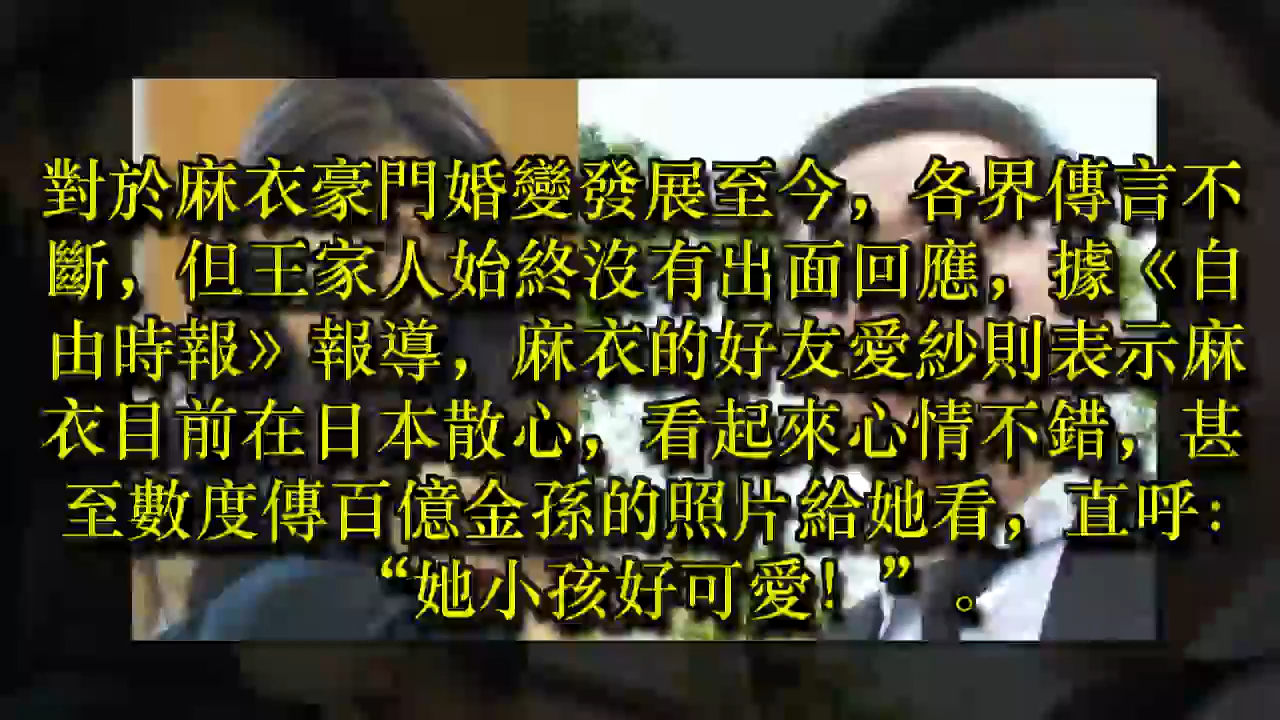 對於麻衣豪門婚變發展至今，各界傳言不
斷，但王家人始終沒有出面回應，據《自
由時報》報導，麻衣的好友愛紗則表示麻
衣目前在日本散心，看起來心情不錯，甚
至數度傳百億金孫的照片給她看，直呼：
“她小孩好可愛！”。